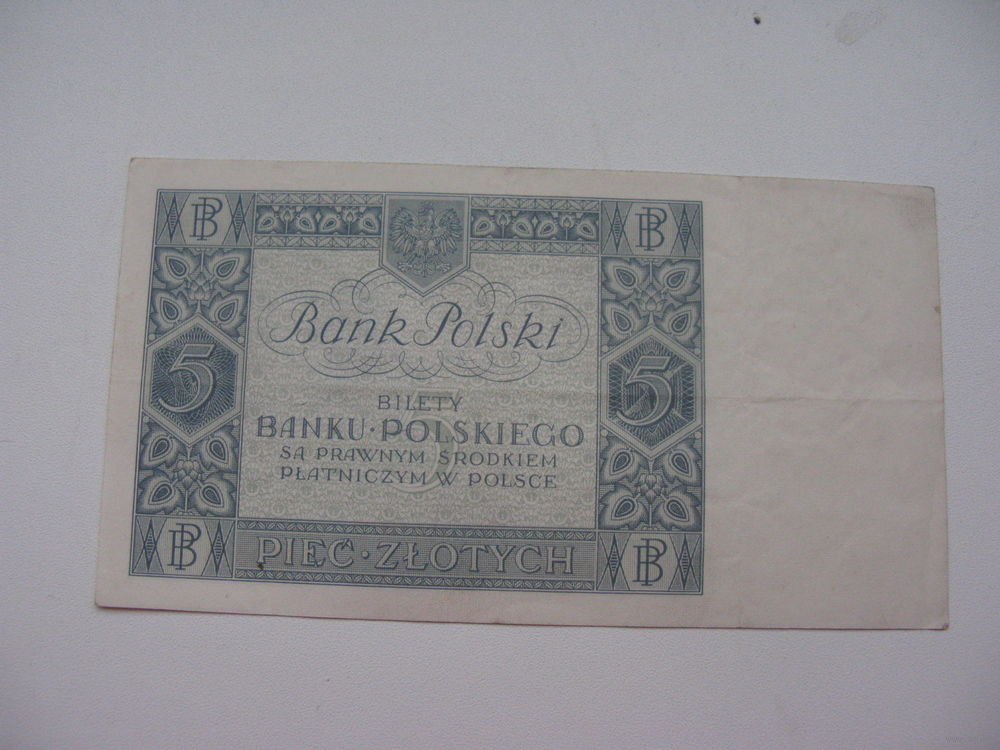 BP BP
Bank Polski
5 5
BILETY
BANKU·POLSKIEGO
SĄ PRAWNYM ŚRODKIEM
PŁATNICZYM W POLSCE
BP PIĘĆ·ZŁOTYCH BP